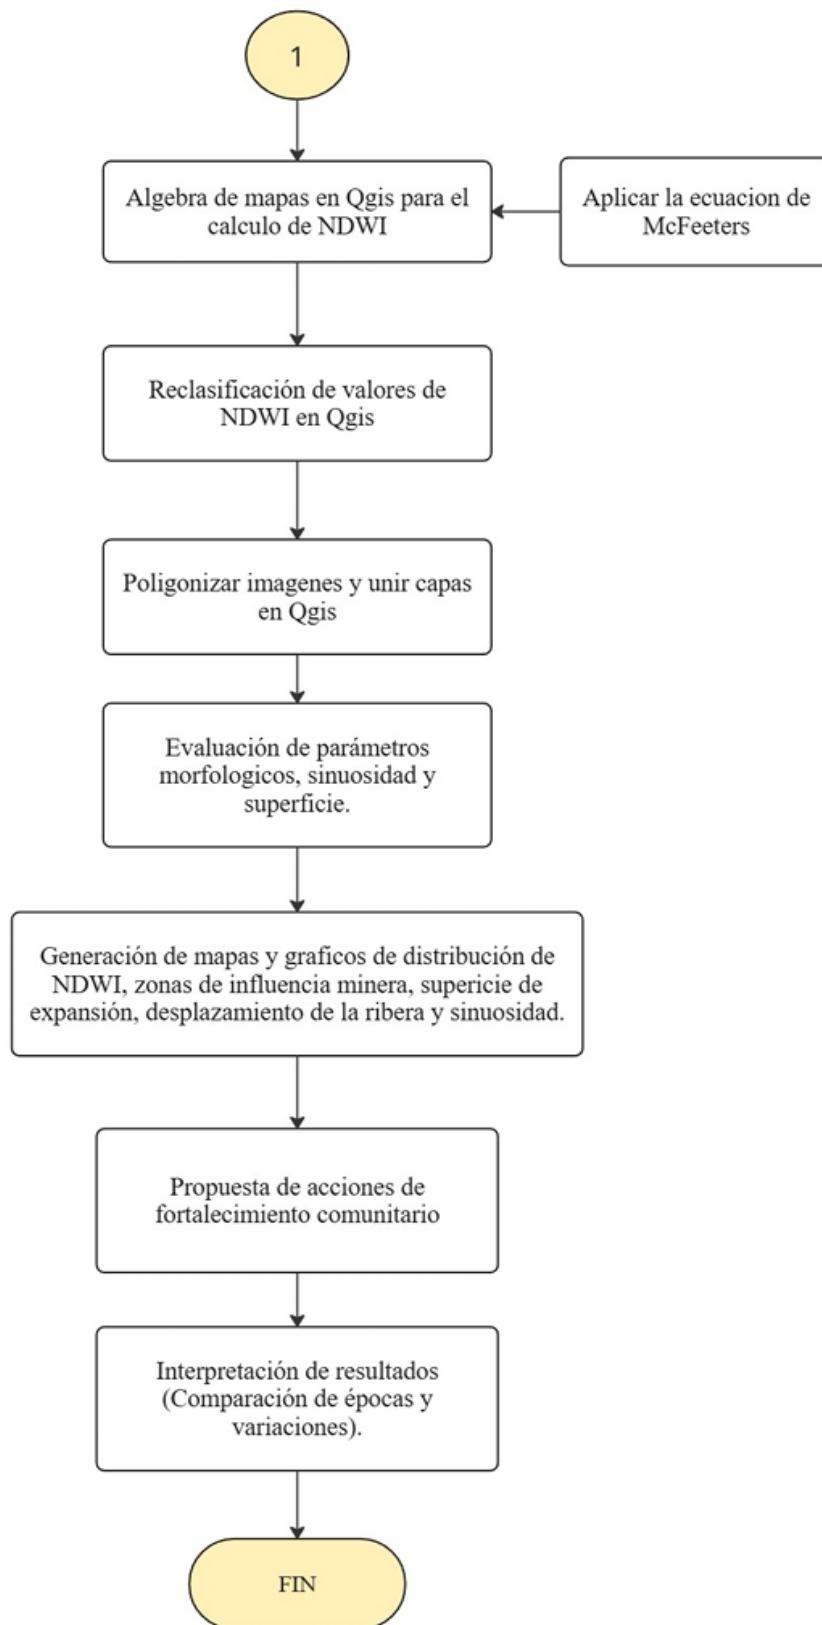 1
Algebra de mapas en Qgis para el
calculo de NDWI
Aplicar la ecuacion de
McFeeters
Reclasificación de valores de
NDWI en Qgis
Poligonizar imagenes y unir capas
en Qgis
Evaluación de parámetros
morfologicos, sinuosidad y
superficie.
Generación de mapas y graficos de distribución de
NDWI, zonas de influencia minera, supericie de
expansión, desplazamiento de la ribera y sinuosidad.
Propuesta de acciones de
fortalecimiento comunitario
Interpretación de resultados
(Comparación de épocas y
variaciones).
FIN